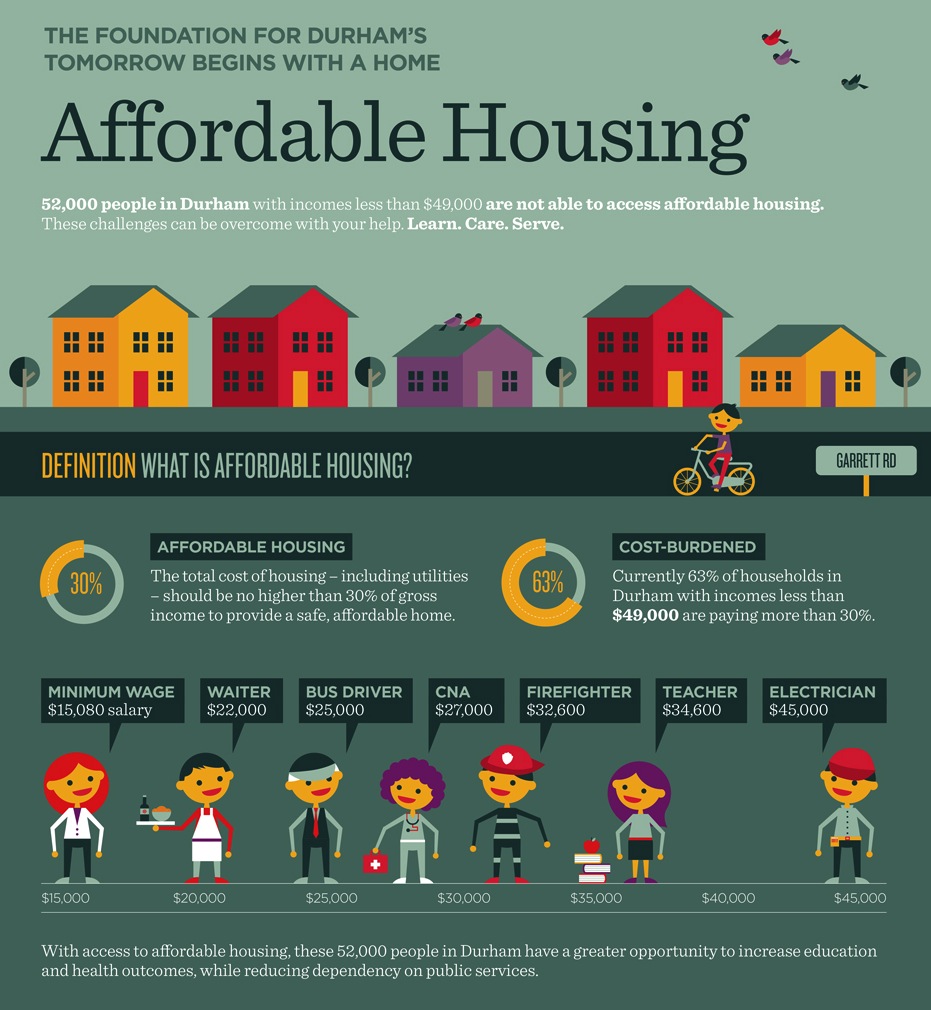 THE FOUNDATION FOR DURHAM'S
TOMORROW BEGINS WITH A HOME
Affordable Housing
52,000 people in Durham with incomes less than $49,000 are not able to access affordable housing.
These challenges can be overcome with your help. Learn. Care. Serve.
DEFINITION WHAT IS AFFORDABLE HOUSING?
GARRETT RD
30%
AFFORDABLE HOUSING
The total cost of housing – including utilities
– should be no higher than 30% of gross
income to provide a safe, affordable home.
63%
COST-BURDENED
Currently 63% of households in
Durham with incomes less than
$49,000 are paying more than 30%.
MINIMUM WAGE
$15,080 salary
WAITER
$22,000
BUS DRIVER
$25,000
CNA
$27,000
FIREFIGHTER
$32,600
TEACHER
$34,600
ELECTRICIAN
$45,000
$15,000 $20,000 $25,000 $30,000 $35,000 $40,000 $45,000
With access to affordable housing, these 52,000 people in Durham have a greater opportunity to increase education
and health outcomes, while reducing dependency on public services.